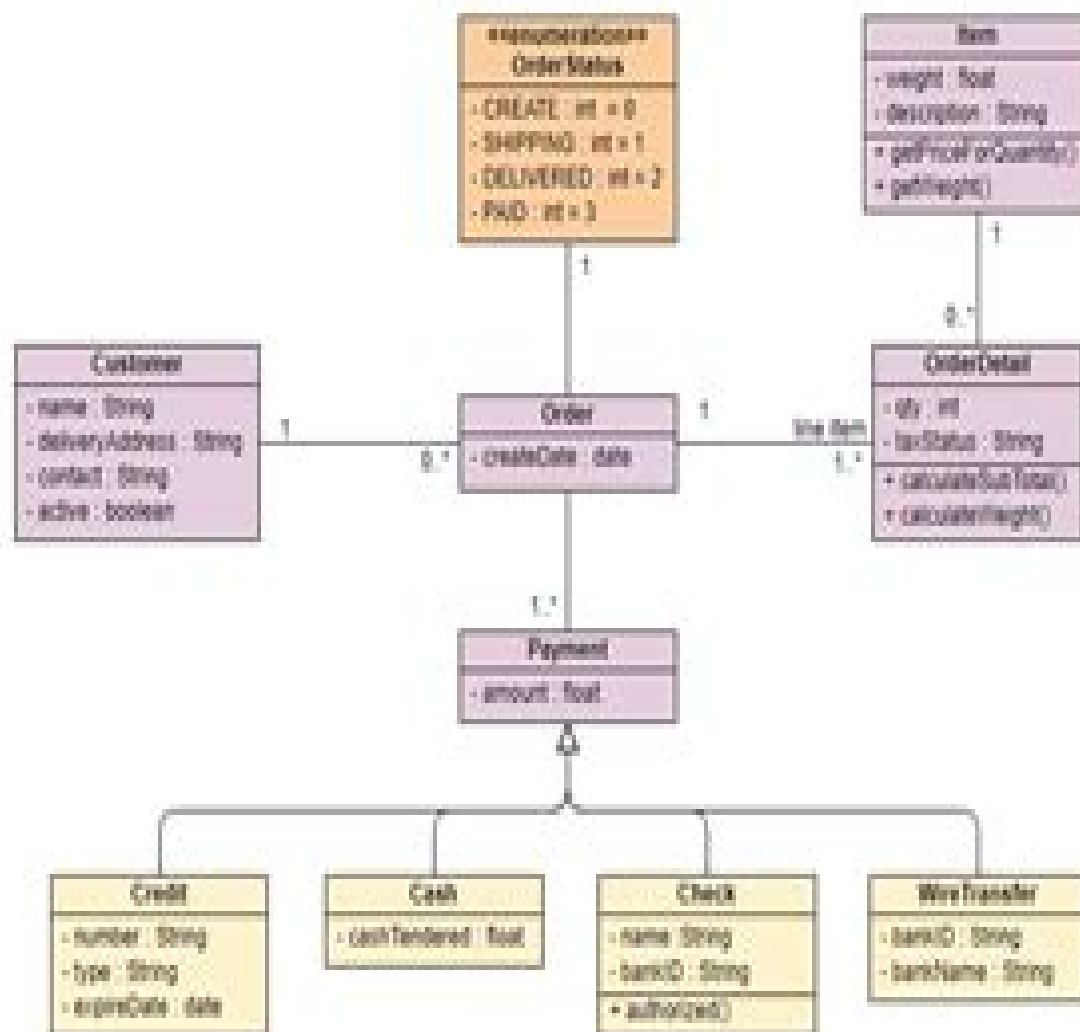 <<enumeration>>
OrderStatus
- CREATE : int = 0
- SHIPPING : int = 1
- DELIVERED : int = 2
- PAID : int = 3
1
Item
- weight : float
- description : String
+ getPriceForQuantity()
+ getWeight()
1
0..*
Customer
- name : String
- deliveryAddress : String
- contact : String
- active : boolean
1
0..*
Order
- createDate : date
1
line item
1..*
OrderDetail
- qty : int
- taxStatus : String
+ calculateSubTotal()
+ calculateWeight()
1..*
Payment
- amount : float
Credit
- number : String
- type : String
- expireDate : date
Cash
- cashTendered : float
Check
- name String
- bankID : String
+ authorized()
WireTransfer
- bankID : String
- bankName : String